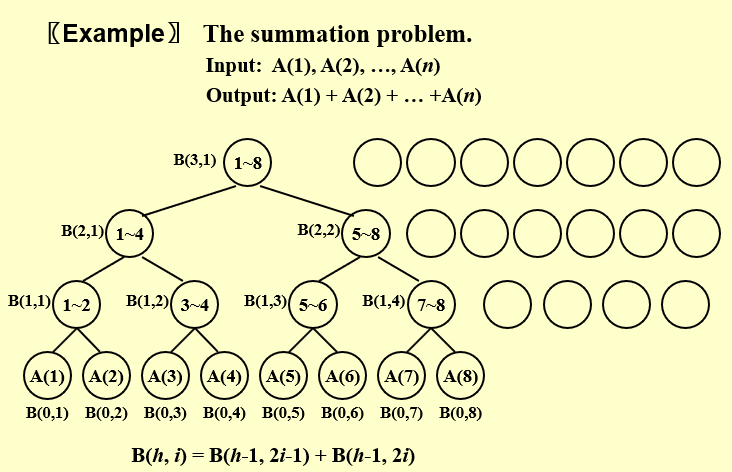 〖Example〗 The summation problem.
Input: A(1), A(2), …, A(n)
Output: A(1) + A(2) + … +A(n)
B(3,1) 1~8
B(2,1) 1~4 B(2,2) 5~8
B(1,1) 1~2 B(1,2) 3~4 B(1,3) 5~6 B(1,4) 7~8
A(1) A(2) A(3) A(4) A(5) A(6) A(7) A(8)
B(0,1) B(0,2) B(0,3) B(0,4) B(0,5) B(0,6) B(0,7) B(0,8)
B(h, i) = B(h-1, 2i-1) + B(h-1, 2i)